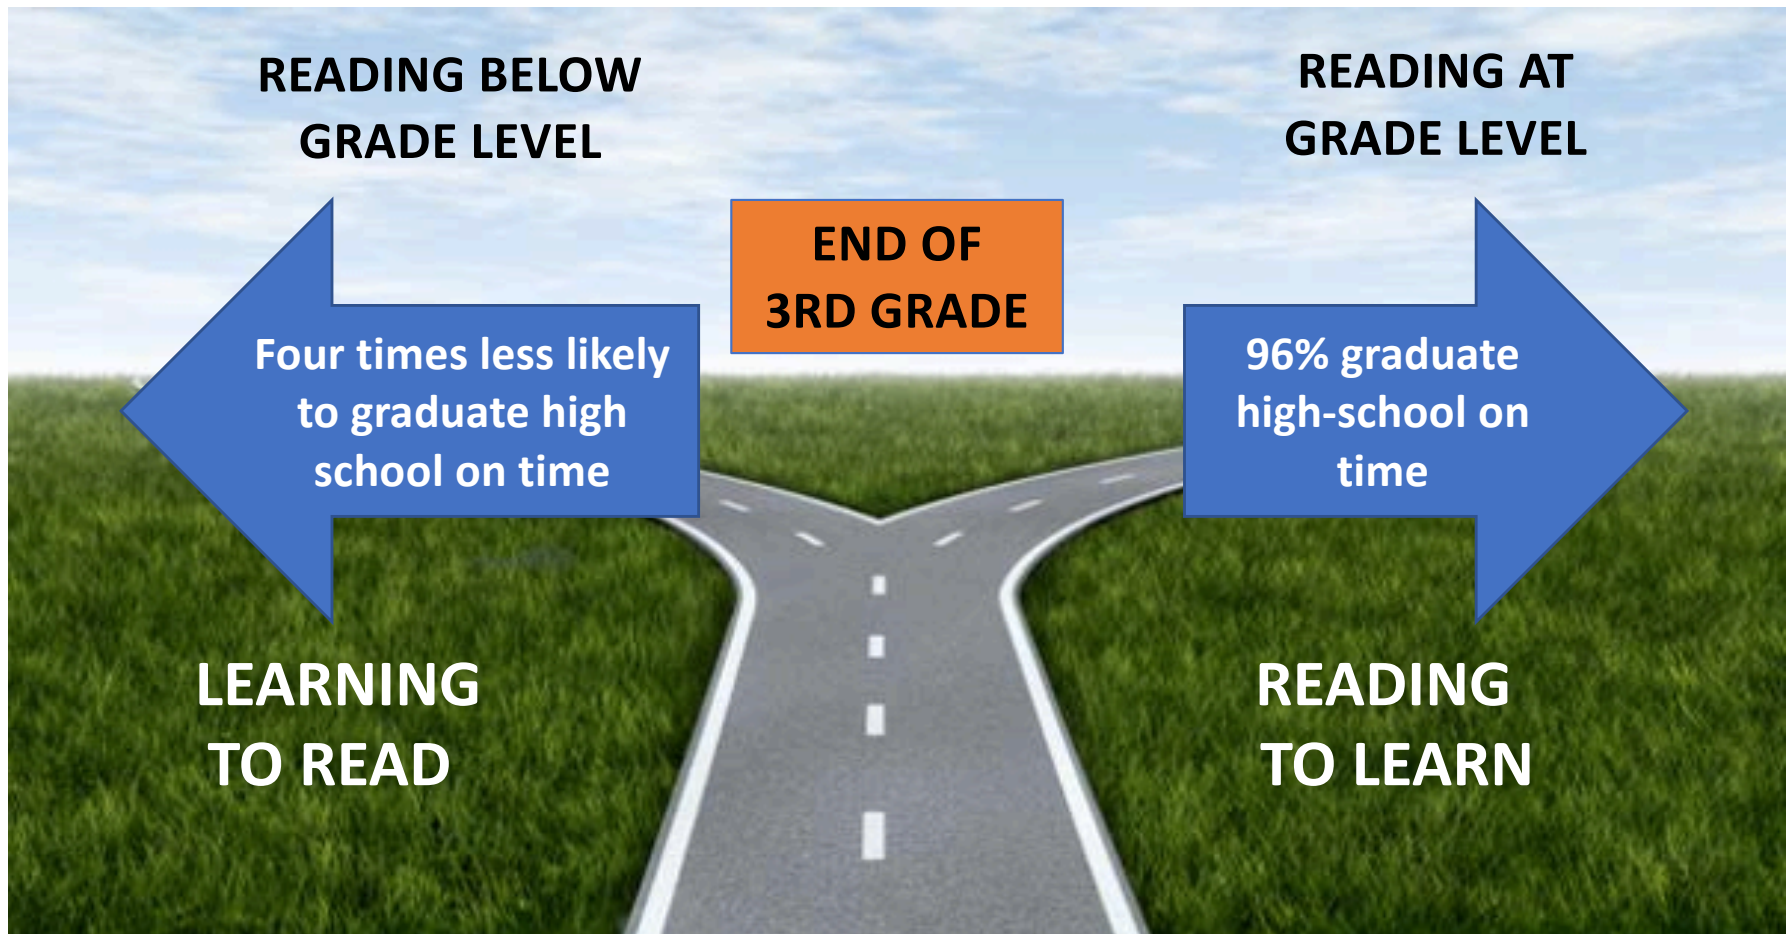 READING BELOW
GRADE LEVEL
READING AT
GRADE LEVEL
END OF
3RD GRADE
Four times less likely
to graduate high
school on time
96% graduate
high-school on
time
LEARNING
TO READ
READING
TO LEARN